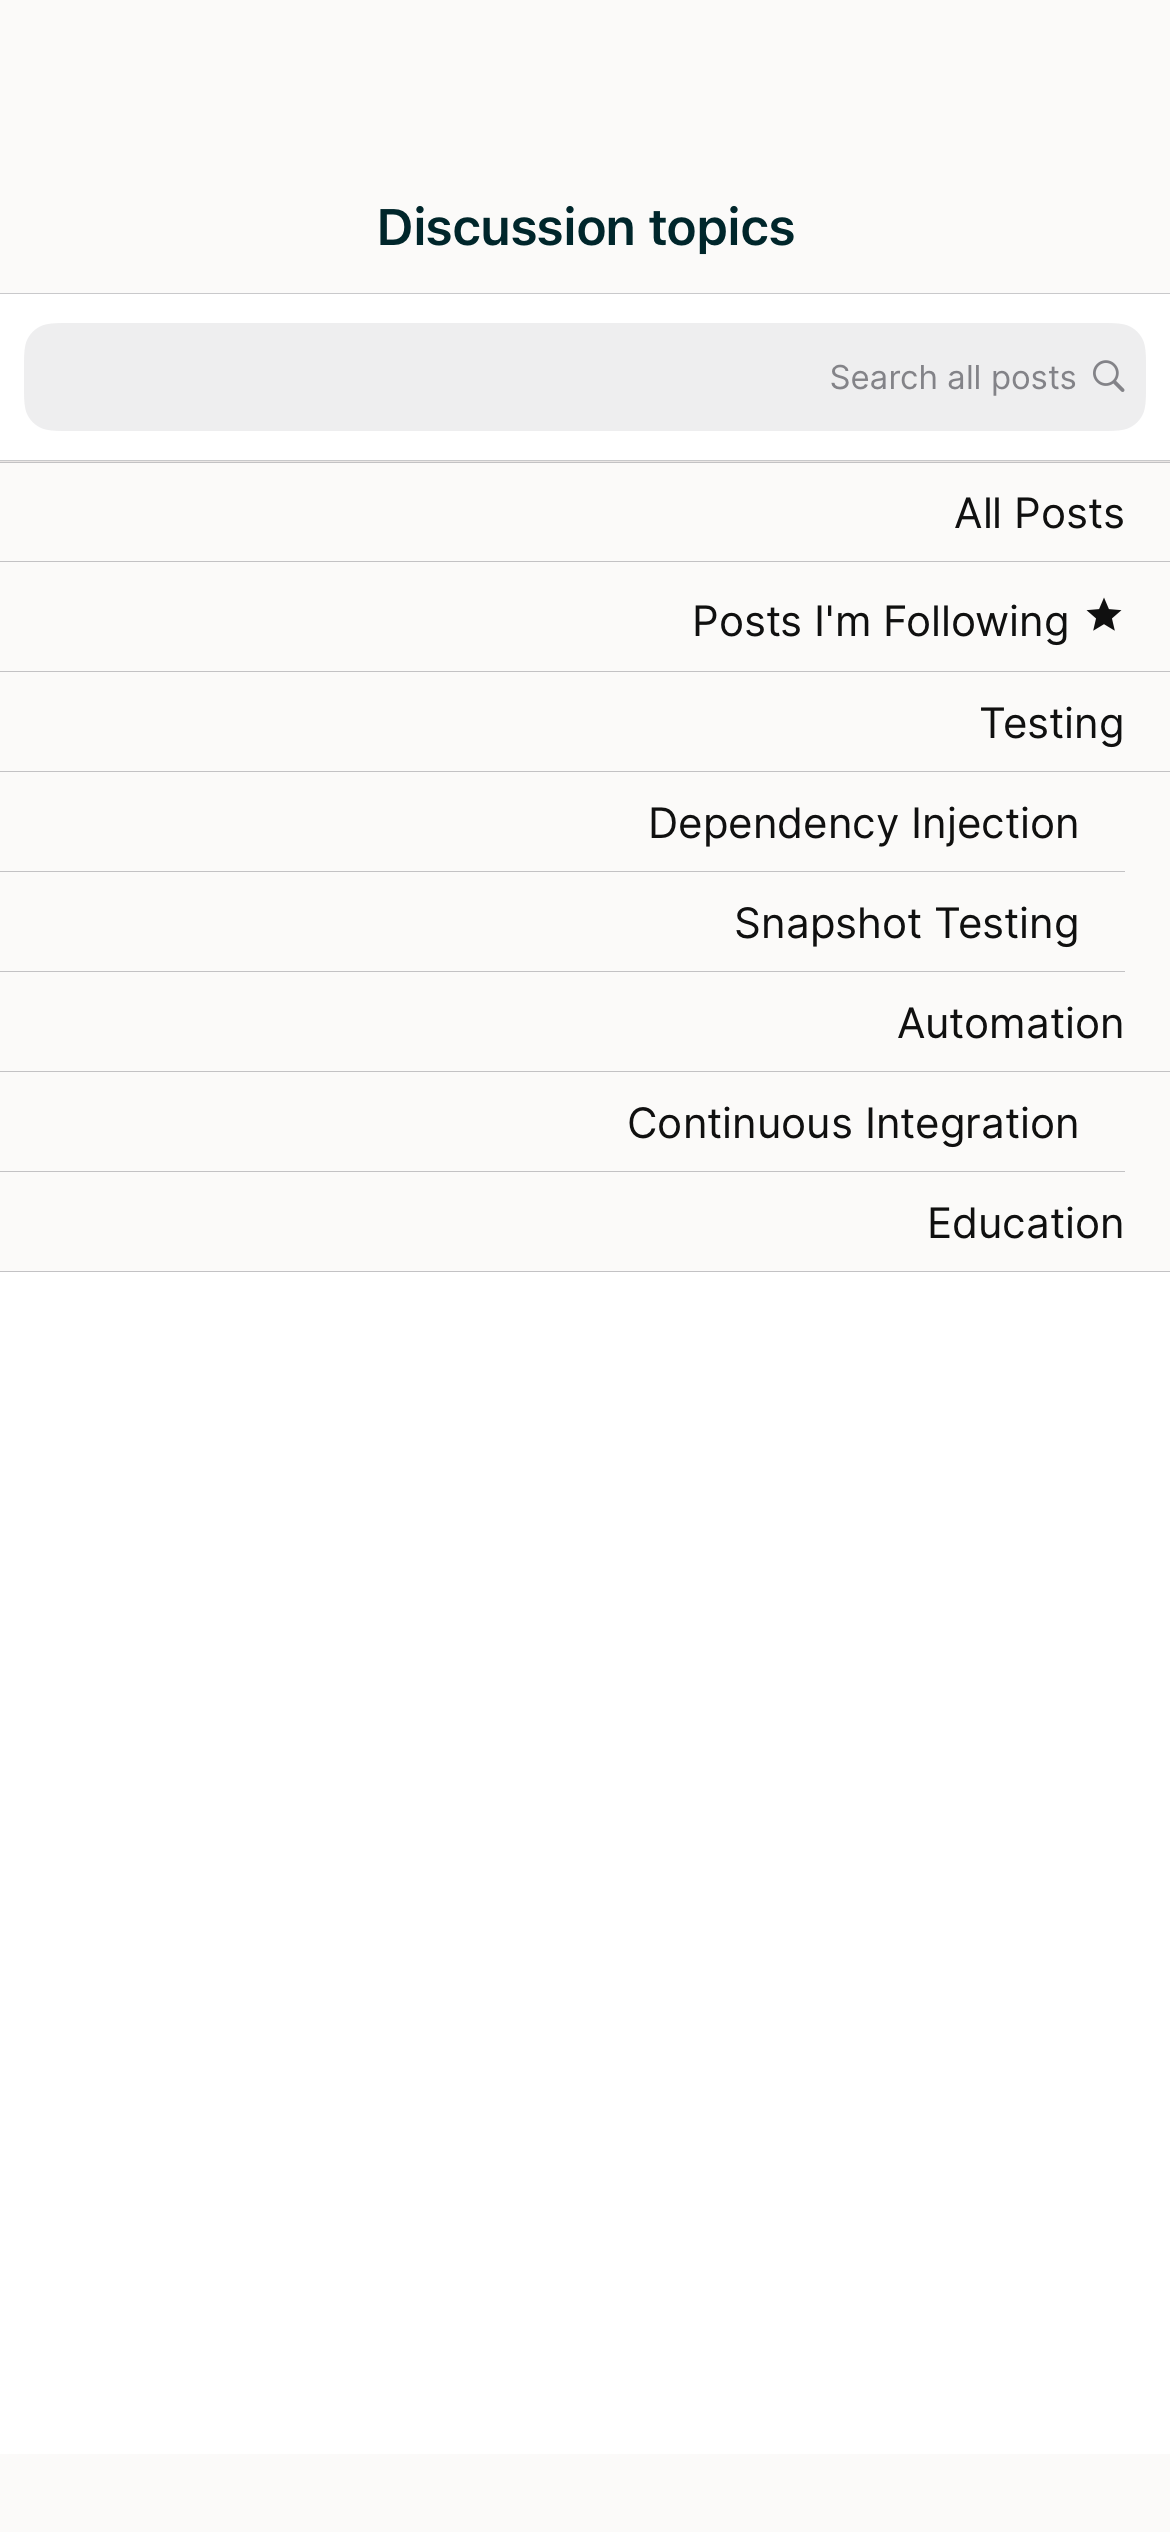 Discussion topics
Search all posts
All Posts
Posts I'm Following
Testing
Dependency Injection
Snapshot Testing
Automation
Continuous Integration
Education